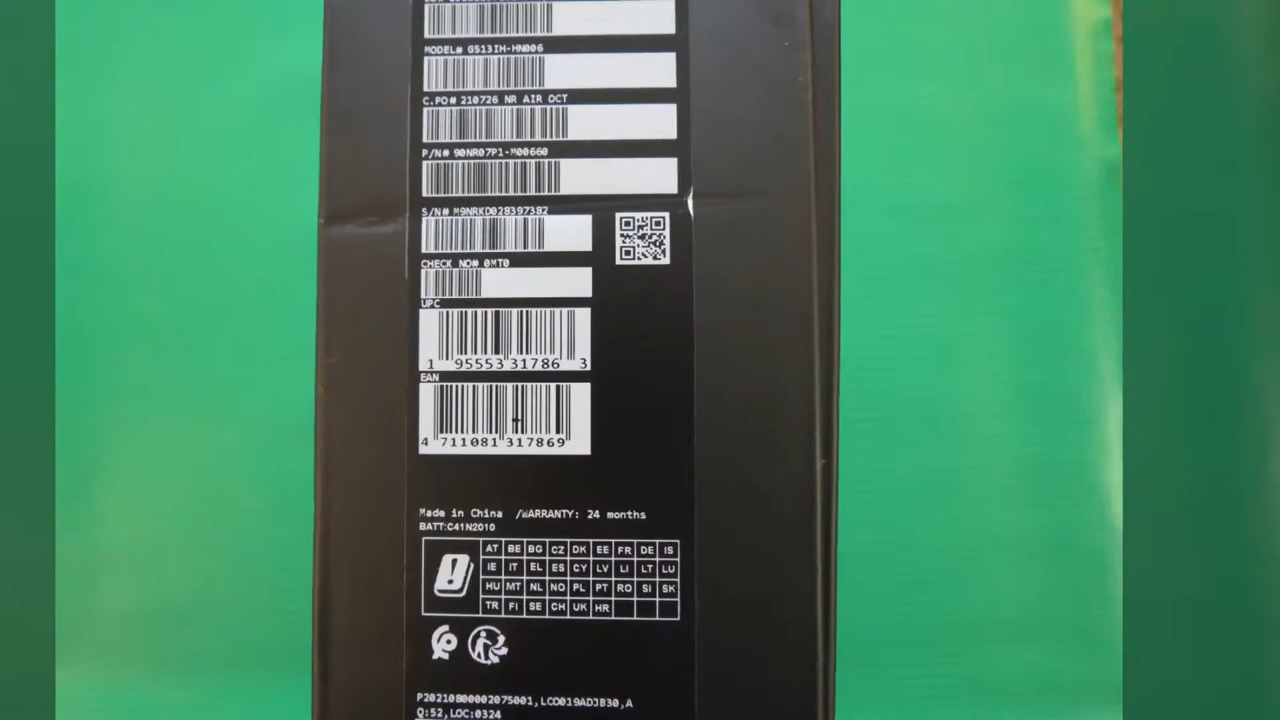 MODEL# G513IH-HN006
C.PO# 210726 NR AIR OCT
P/N# 90NR07P1-M00660
S/N# M9NRKD028397382
CHECK NO# 0MT0
UPC
1 95553 31786 3
EAN
4 711081 317869
Made in China /WARRANTY: 24 months
BATT:C41N2010
AT BE BG CZ DK EE FR DE IS
IE IT EL ES CY LV LI LT LU
HU MT NL NO PL PT RO SI SK
TR FI SE CH UK HR
P20210800002075001,LC0019ADJB30,A
Q:52,LOC:0324